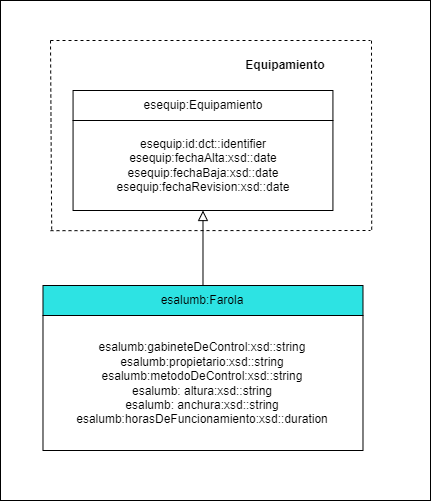 Equipamiento
esequip:Equipamiento
esequip:id:dct::identifier
esequip:fechaAlta:xsd::date
esequip:fechaBaja:xsd::date
esequip:fechaRevision:xsd::date
esalumb:Farola
esalumb:gabineteDeControl:xsd::string
esalumb:propietario:xsd::string
esalumb:metodoDeControl:xsd::string
esalumb: altura:xsd::string
esalumb: anchura:xsd::string
esalumb:horasDeFuncionamiento:xsd::duration